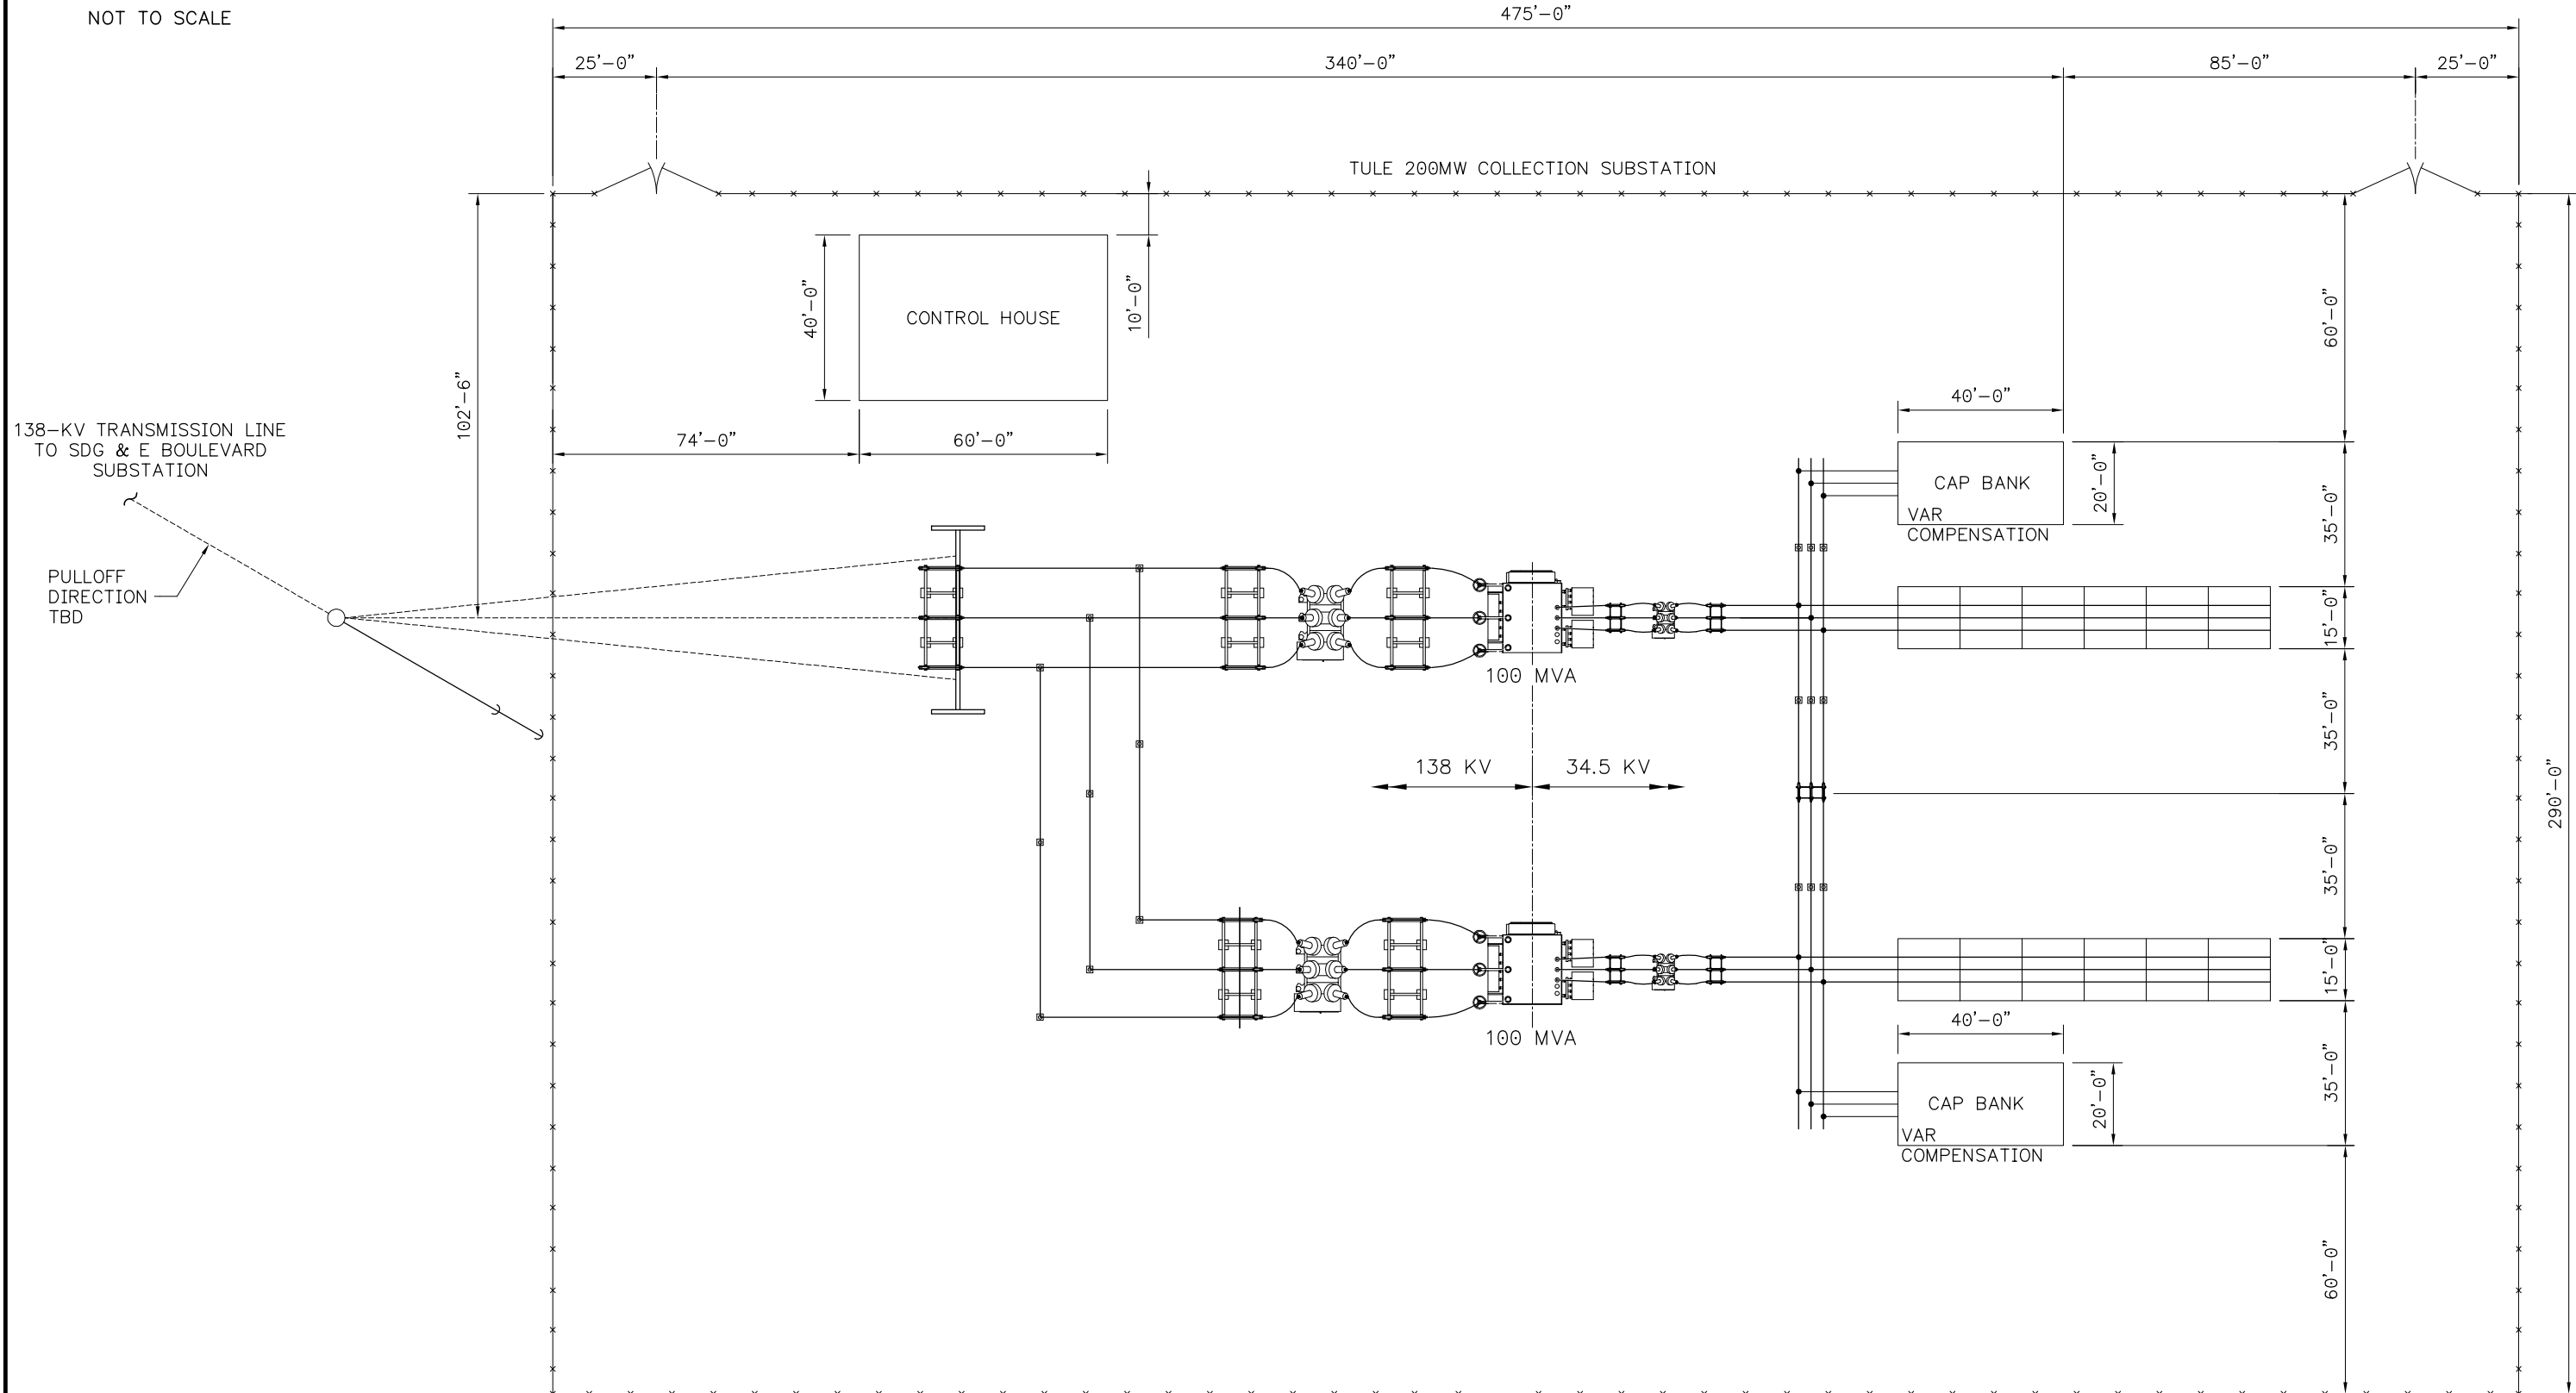 NOT TO SCALE
475'-0"
25'-0"
340'-0"
85'-0"
25'-0"
TULE 200MW COLLECTION SUBSTATION
102'-6"
40'-0"
CONTROL HOUSE
10'-0"
60'-0"
74'-0"
60'-0"
40'-0"
138-KV TRANSMISSION LINE
TO SDG & E BOULEVARD
SUBSTATION
CAP BANK
VAR
COMPENSATION
20'-0"
35'-0"
PULLOFF
DIRECTION
TBD
15'-0"
100 MVA
35'-0"
138 KV
34.5 KV
290'-0"
35'-0"
15'-0"
100 MVA
40'-0"
35'-0"
CAP BANK
VAR
COMPENSATION
20'-0"
60'-0"